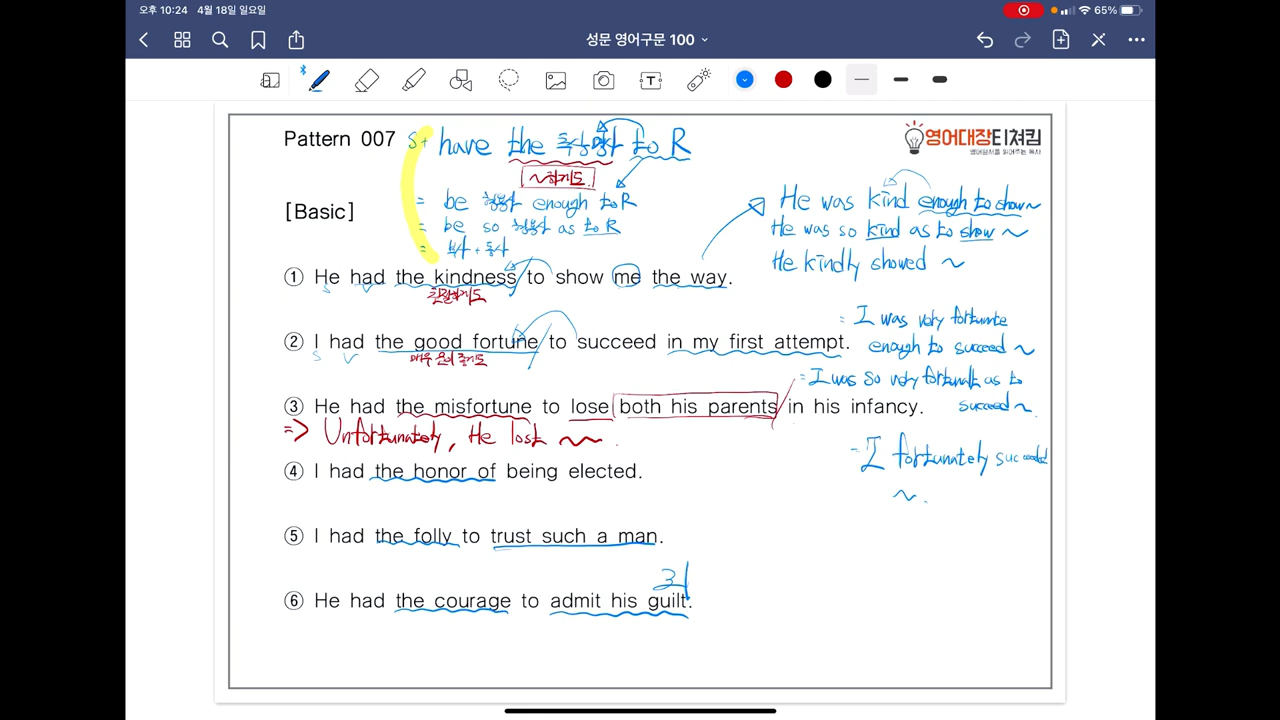 오후 10:24 4월 18일 일요일
65%
성문 영어구문 100
Pattern 007 S+ have the 추상명사 to R
영어대장티쳐킴
~하게도
= be 형용사 enough to R
= be so 형용사 as to R
= 부사 + 동사
[Basic]
He was kind enough to show ~
He was so kind as to show ~
He kindly showed ~
① He had the kindness to show me the way.
S V
친절하게도
② I had the good fortune to succeed in my first attempt.
S V
매우 운이 좋게도
= I was very fortunate
enough to succeed ~
= I was so very fortunate as to
succeed ~.
③ He had the misfortune to lose both his parents in his infancy.
=> Unfortunately, He lost ~~.
= I fortunately succeeded
~.
④ I had the honor of being elected.
⑤ I had the folly to trust such a man.
죄
⑥ He had the courage to admit his guilt.